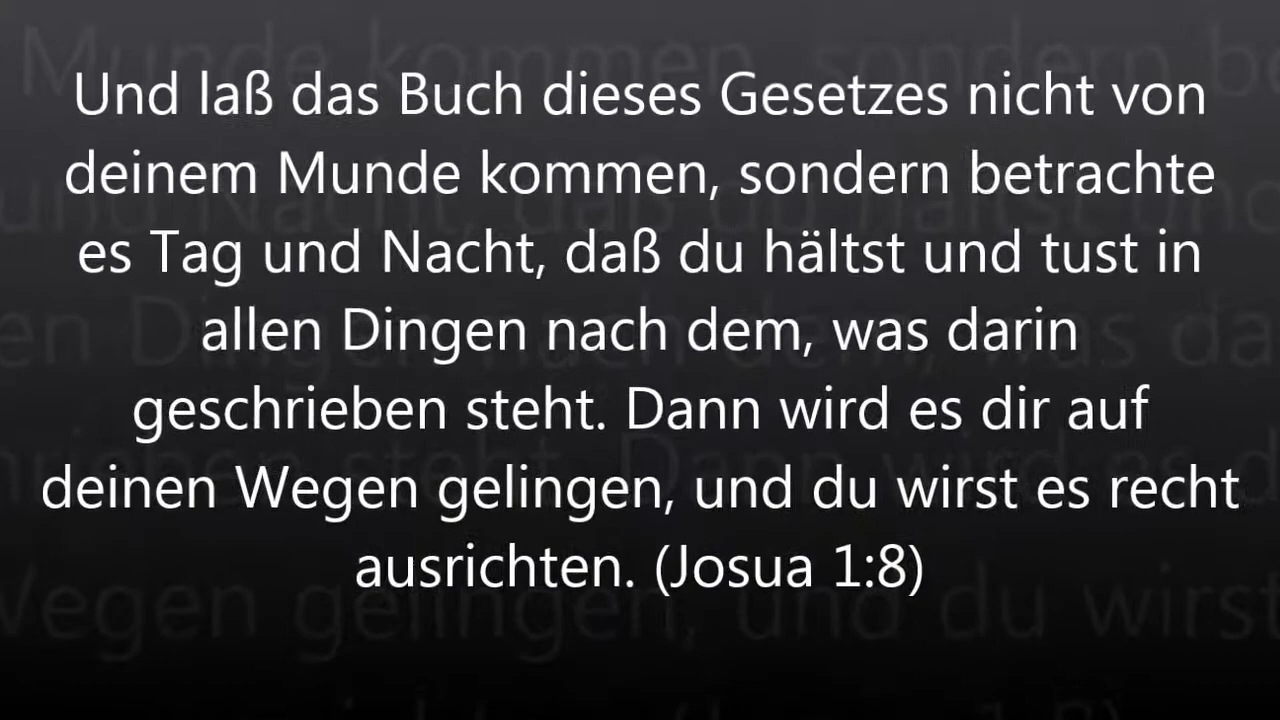 Und laß das Buch dieses Gesetzes nicht von
deinem Munde kommen, sondern betrachte
es Tag und Nacht, daß du hältst und tust in
allen Dingen nach dem, was darin
geschrieben steht. Dann wird es dir auf
deinen Wegen gelingen, und du wirst es recht
ausrichten. (Josua 1:8)